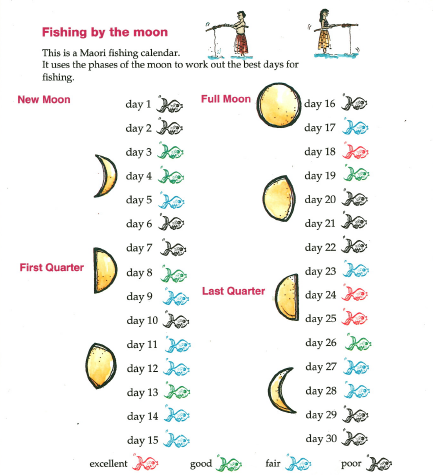 Fishing by the moon
This is a Maori fishing calendar.
It uses the phases of the moon to work out the best days for
fishing.
New Moon
day 1
day 2
day 3
day 4
day 5
day 6
day 7
First Quarter
day 8
day 9
day 10
day 11
day 12
day 13
day 14
day 15
Full Moon
day 16
day 17
day 18
day 19
day 20
day 21
day 22
day 23
Last Quarter
day 24
day 25
day 26
day 27
day 28
day 29
day 30
excellent good fair poor